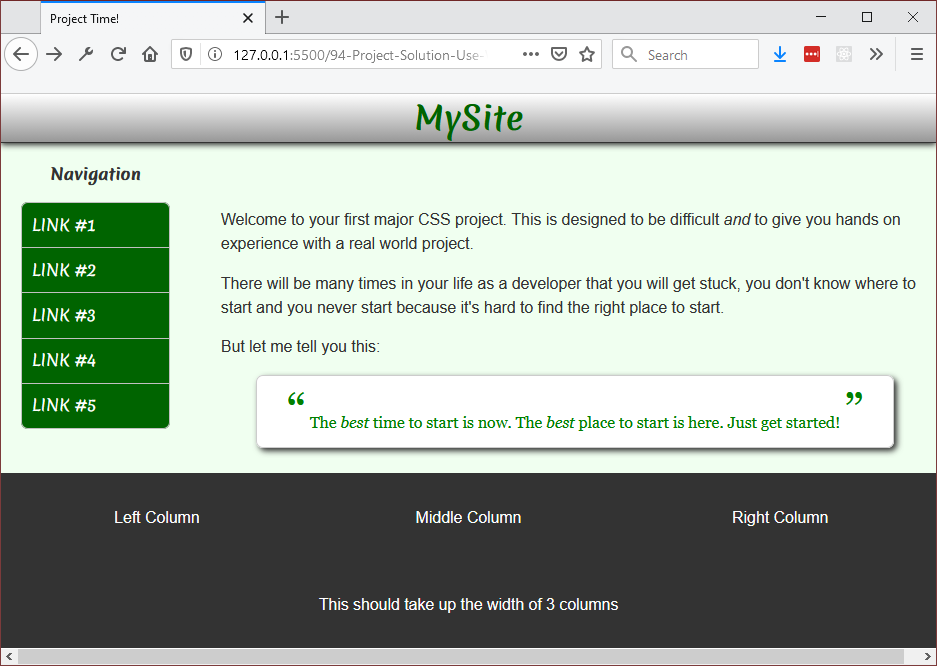 Project Time!
127.0.0.1:5500/94-Project-Solution-Use-
Search
MySite
Navigation
LINK #1
LINK #2
LINK #3
LINK #4
LINK #5
Welcome to your first major CSS project. This is designed to be difficult and to give you hands on
experience with a real world project.
There will be many times in your life as a developer that you will get stuck, you don't know where to
start and you never start because it's hard to find the right place to start.
But let me tell you this:
“ The best time to start is now. The best place to start is here. Just get started! ”
Left Column Middle Column Right Column
This should take up the width of 3 columns